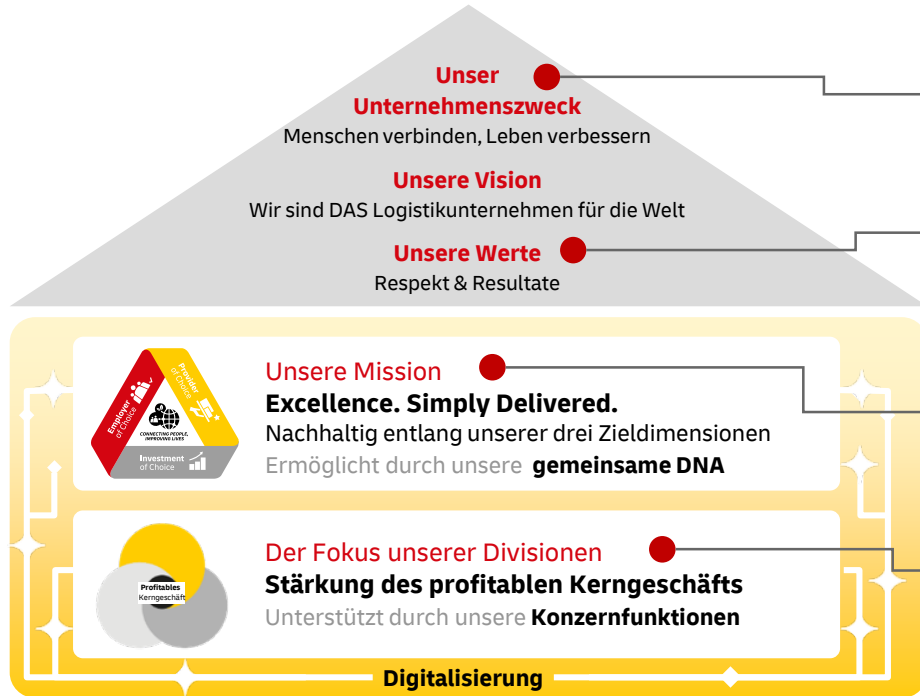 Unser
Unternehmenszweck
Menschen verbinden, Leben verbessern
Unsere Vision
Wir sind DAS Logistikunternehmen für die Welt
Unsere Werte
Respekt & Resultate
Employer
of Choice
Provider
of Choice
CONNECTING PEOPLE,
IMPROVING LIVES
Investment
of Choice
Unsere Mission
Excellence. Simply Delivered.
Nachhaltig entlang unserer drei Zieldimensionen
Ermöglicht durch unsere gemeinsame DNA
Profitables
Kerngeschäft
Der Fokus unserer Divisionen
Stärkung des profitablen Kerngeschäfts
Unterstützt durch unsere Konzernfunktionen
Digitalisierung